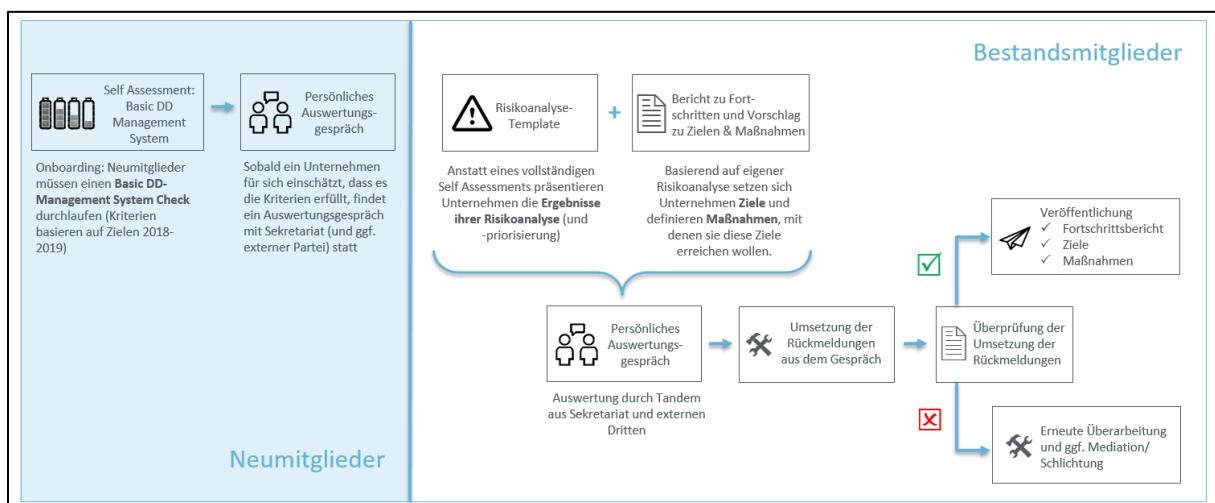 Bestandsmitglieder
Self Assessment:
Basic DD
Management
System
Persönliches
Auswertungs-
gespräch
Onboarding: Neumitglieder
müssen einen Basic DD-
Management System Check
durchlaufen (Kriterien
basieren auf Zielen 2018-
2019)
Sobald ein Unternehmen
für sich einschätzt, dass es
die Kriterien erfüllt, findet
ein Auswertungsgespräch
mit Sekretariat (und ggf.
externer Partei) statt
Neumitglieder
Risikoanalyse-
Template
+
Bericht zu Fort-
schritten und Vorschlag
zu Zielen & Maßnahmen
Anstatt eines vollständigen
Self Assessments präsentieren
Unternehmen die Ergebnisse
ihrer Risikoanalyse (und
-priorisierung)
Basierend auf eigener
Risikoanalyse setzen sich
Unternehmen Ziele und
definieren Maßnahmen, mit
denen sie diese Ziele
erreichen wollen.
Persönliches
Auswertungs-
gespräch
Auswertung durch Tandem
aus Sekretariat und externen
Dritten
Umsetzung der
Rückmeldungen
aus dem Gespräch
Überprüfung der
Umsetzung der
Rückmeldungen
Veröffentlichung
✓ Fortschrittsbericht
✓ Ziele
✓ Maßnahmen
Erneute Überarbeitung
und ggf. Mediation/
Schlichtung